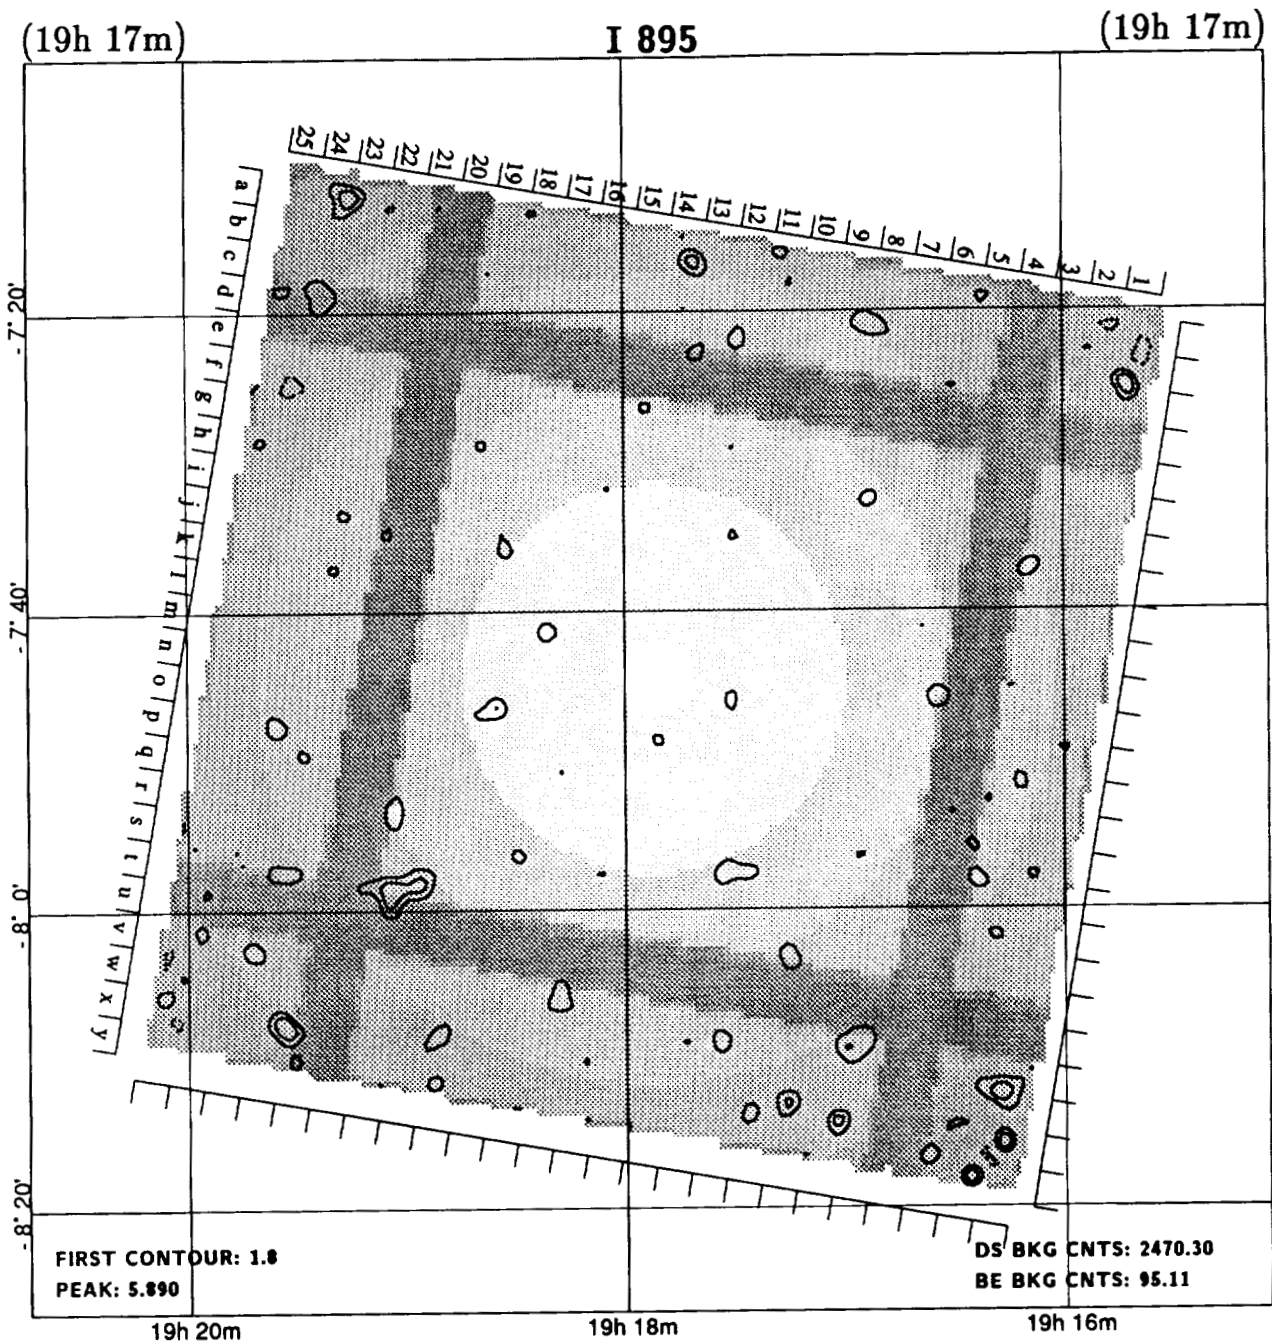 (19h 17m) I 895 (19h 17m)
25 24 23 22 21 20 19 18 17 16 15 14 13 12 11 10 9 8 7 6 5 4 3 2 1
a b c d e f g h i j k l m n o p q r s t u v w x y
-7° 20'
-7° 40'
-8° 0'
-8° 20'
FIRST CONTOUR: 1.8
PEAK: 5.890
DS BKG CNTS: 2470.30
BE BKG CNTS: 95.11
19h 20m 19h 18m 19h 16m